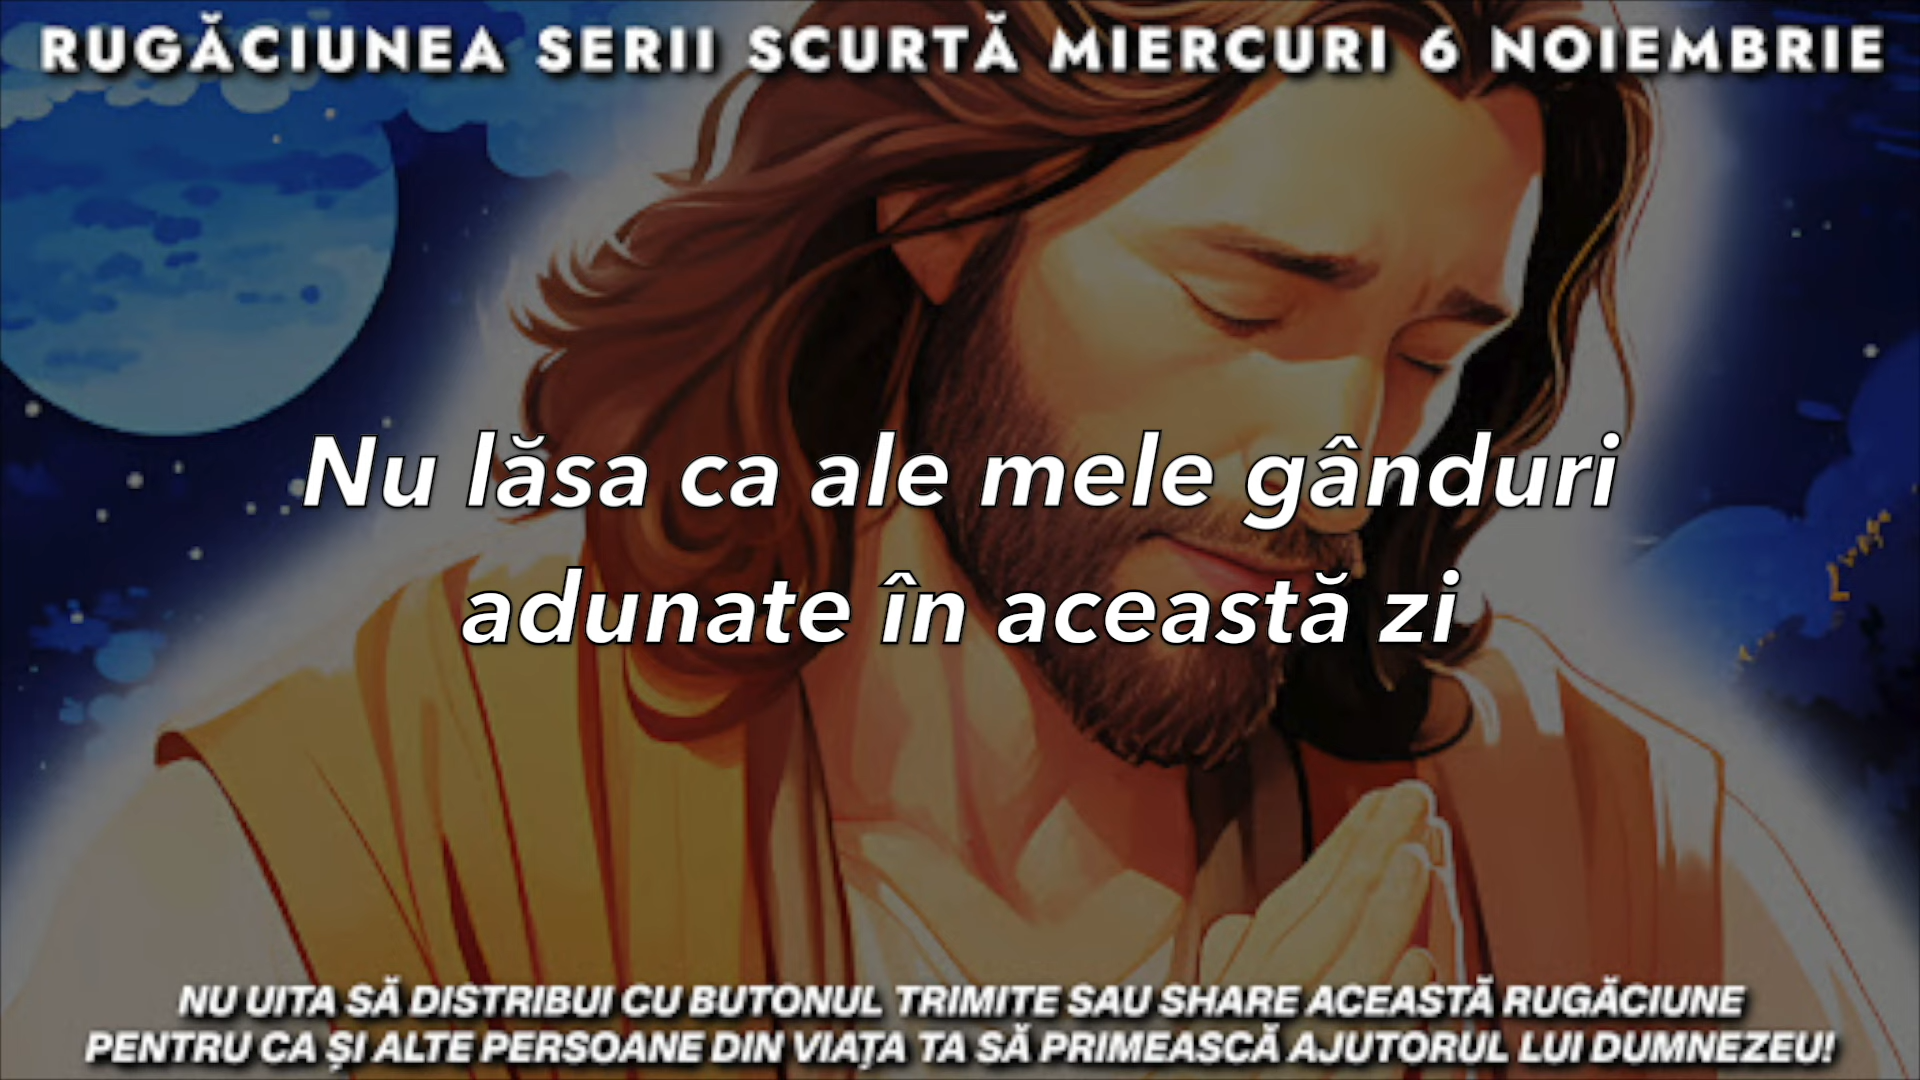 RUGĂCIUNEA SERII SCURTĂ MIERCURI 6 NOIEMBRIE
Nu lăsa ca ale mele gânduri
adunate în această zi
NU UITA SĂ DISTRIBUI CU BUTONUL TRIMITE SAU SHARE ACEASTĂ RUGĂCIUNE
PENTRU CA ȘI ALTE PERSOANE DIN VIAȚA TA SĂ PRIMEASCĂ AJUTORUL LUI DUMNEZEU!